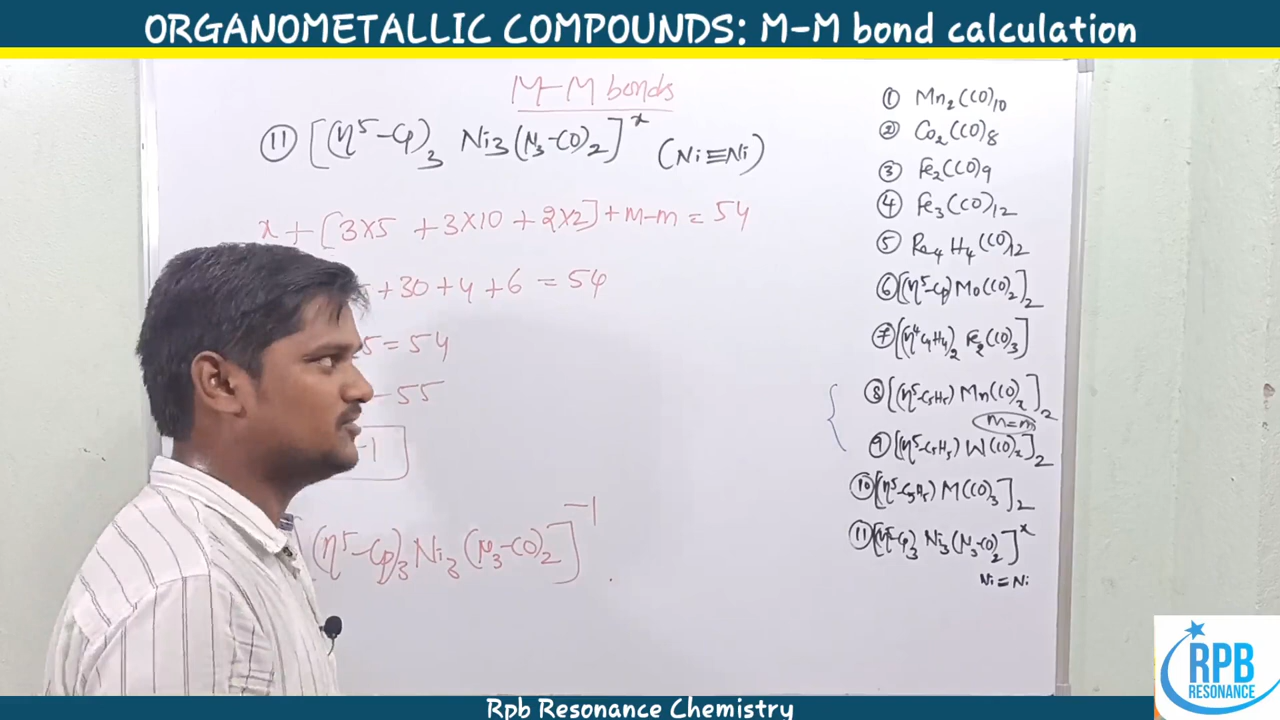 ORGANOMETALLIC COMPOUNDS: M-M bond calculation
M-M bonds
⑪ [(η⁵-Cp)₃ Ni₃(μ₃-CO)₂]ˣ (Ni≡Ni)
x + [3×5 + 3×10 + 2×2] + m-m = 54
+ 30 + 4 + 6 = 54
5 = 54
- 55
-1
(η⁵-Cp)₃ Ni₃ (μ₃-CO)₂]⁻¹
① Mn₂(CO)₁₀
② Co₂(CO)₈
③ Fe₂(CO)₉
④ Fe₃(CO)₁₂
⑤ Re₄ H₄(CO)₁₂
⑥ [(η⁵-Cp) Mo(CO)₂]₂
⑦ [(η⁴C₄H₄)₂ Fe₂(CO)₃]
⑧ [(η⁵-C₅H₅) Mn(CO)ₓ]₂
M=m
⑨ [(η⁵-C₅H₅) W(CO)ₓ]₂
⑩ [(η⁵-C₅H₅) M(CO)₃]₂
⑪ [(η⁵-Cp)₃ Ni₃(μ₃-CO)₂]ˣ
Ni≡Ni
RPB
RESONANCE
Rpb Resonance Chemistry